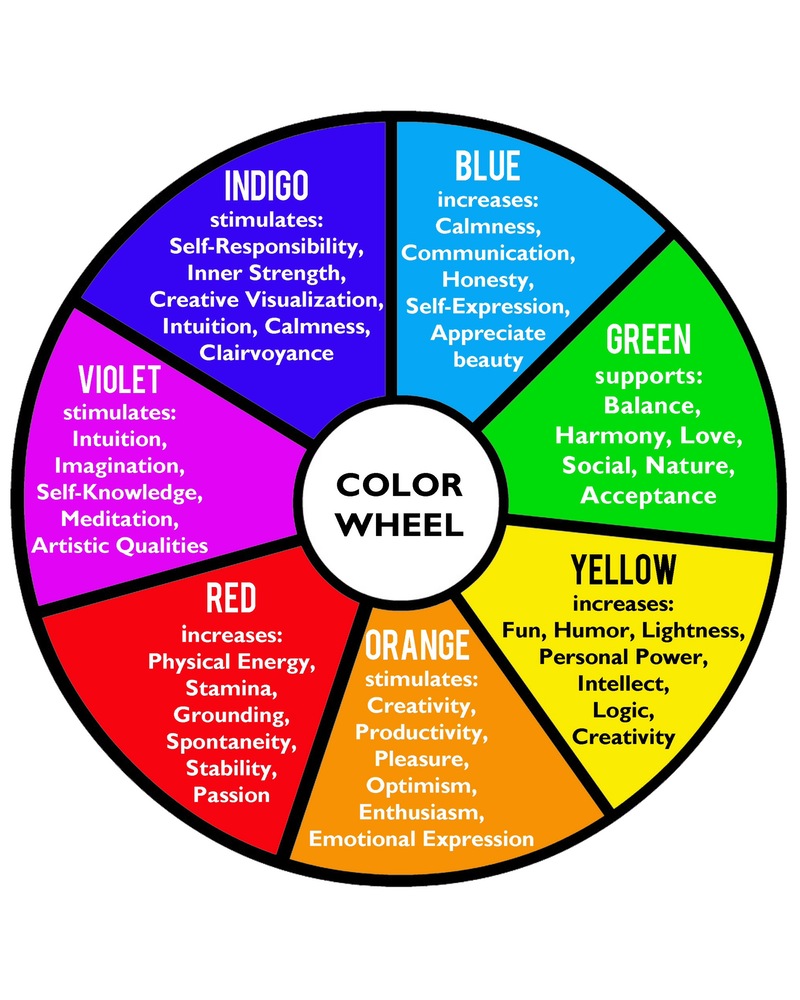 INDIGO
stimulates:
Self-Responsibility,
Inner Strength,
Creative Visualization,
Intuition, Calmness,
Clairvoyance
BLUE
increases:
Calmness,
Communication,
Honesty,
Self-Expression,
Appreciate
beauty
GREEN
supports:
Balance,
Harmony, Love,
Social, Nature,
Acceptance
YELLOW
increases:
Fun, Humor, Lightness,
Personal Power,
Intellect,
Logic,
Creativity
ORANGE
stimulates:
Creativity,
Productivity,
Pleasure,
Optimism,
Enthusiasm,
Emotional Expression
RED
increases:
Physical Energy,
Stamina,
Grounding,
Spontaneity,
Stability,
Passion
VIOLET
stimulates:
Intuition,
Imagination,
Self-Knowledge,
Meditation,
Artistic Qualities
COLOR
WHEEL